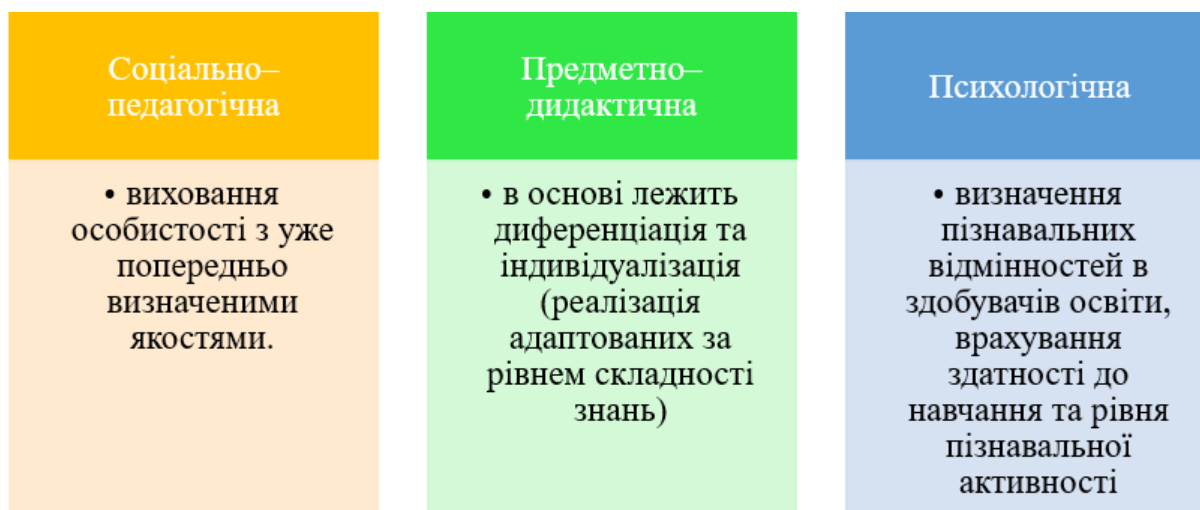 Соціально–
педагогічна
• виховання
особистості з уже
попередньо
визначеними
якостями.
Предметно–
дидактична
• в основі лежить
диференціація та
індивідуалізація
(реалізація
адаптованих за
рівнем складності
знань)
Психологічна
• визначення
пізнавальних
відмінностей в
здобувачів освіти,
врахування
здатності до
навчання та рівня
пізнавальної
активності